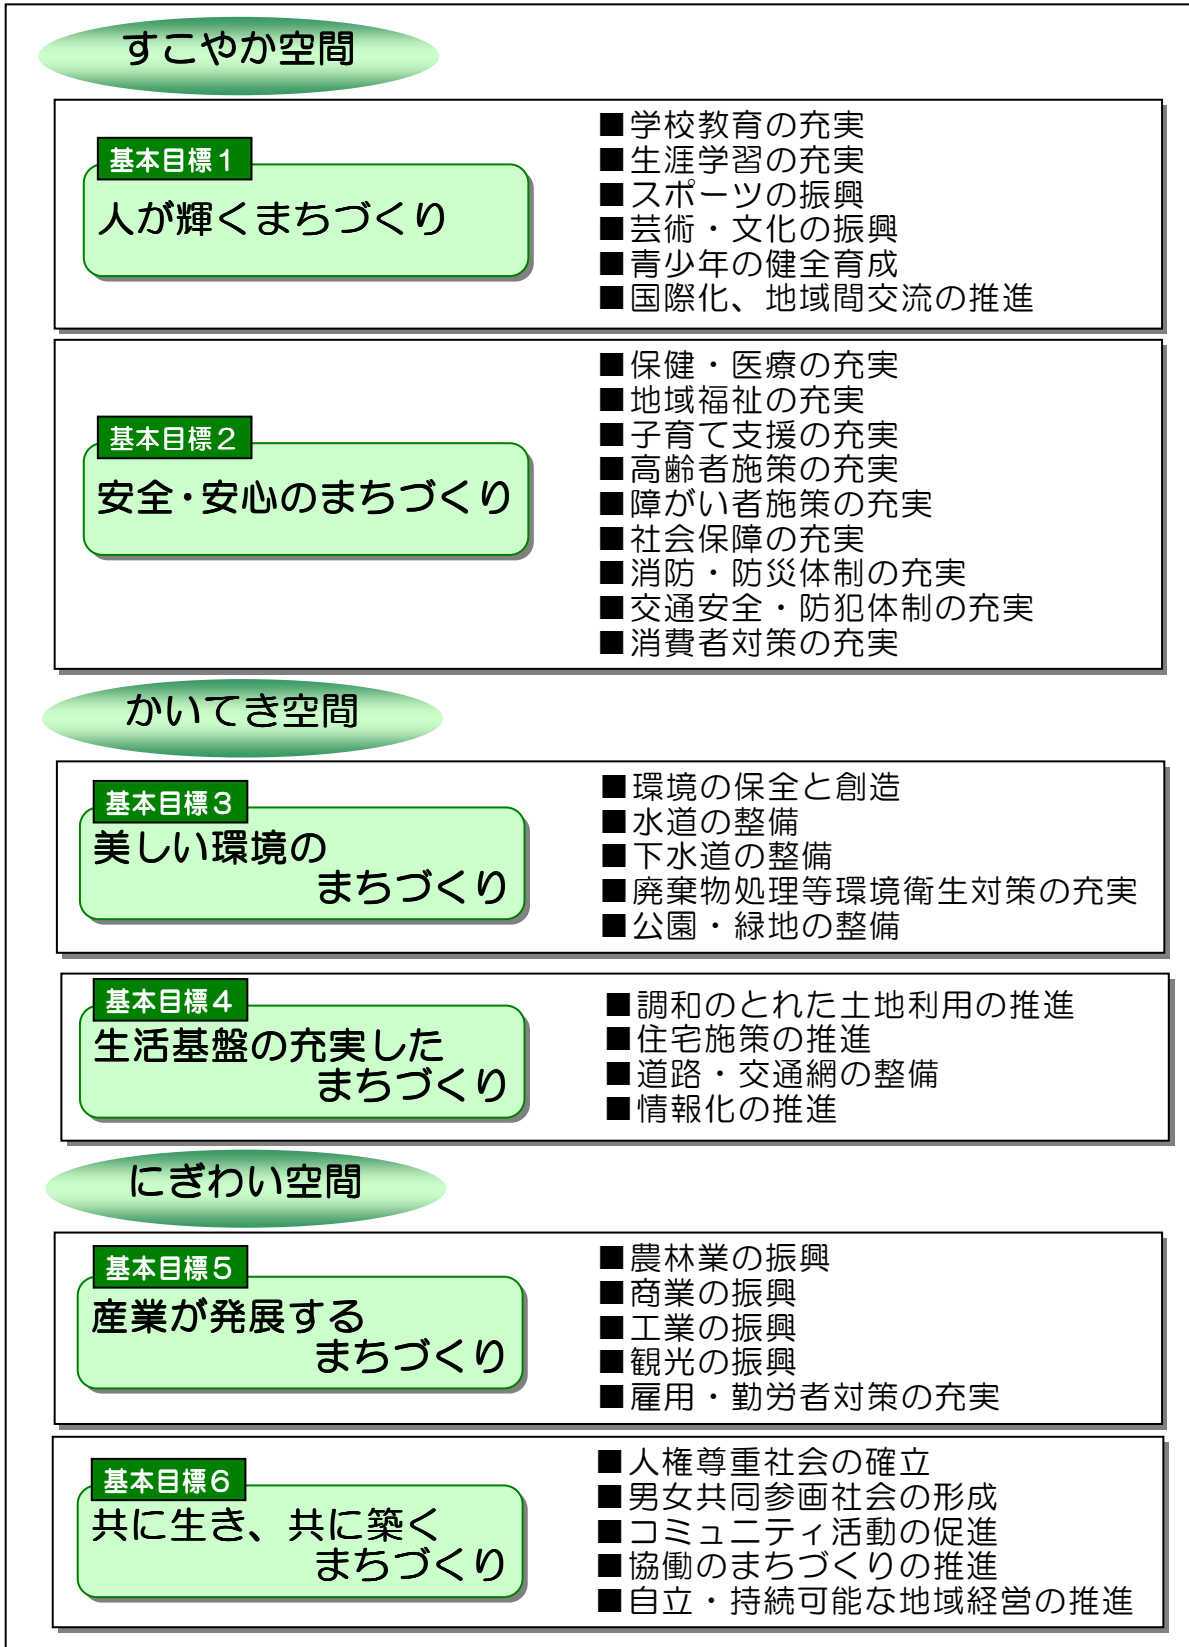 すこやか空間
基本目標１
人が輝くまちづくり
■学校教育の充実
■生涯学習の充実
■スポーツの振興
■芸術・文化の振興
■青少年の健全育成
■国際化、地域間交流の推進
基本目標２
安全・安心のまちづくり
■保健・医療の充実
■地域福祉の充実
■子育て支援の充実
■高齢者施策の充実
■障がい者施策の充実
■社会保障の充実
■消防・防災体制の充実
■交通安全・防犯体制の充実
■消費者対策の充実
かいてき空間
基本目標３
美しい環境の
まちづくり
■環境の保全と創造
■水道の整備
■下水道の整備
■廃棄物処理等環境衛生対策の充実
■公園・緑地の整備
基本目標４
生活基盤の充実した
まちづくり
■調和のとれた土地利用の推進
■住宅施策の推進
■道路・交通網の整備
■情報化の推進
にぎわい空間
基本目標５
産業が発展する
まちづくり
■農林業の振興
■商業の振興
■工業の振興
■観光の振興
■雇用・勤労者対策の充実
基本目標６
共に生き、共に築く
まちづくり
■人権尊重社会の確立
■男女共同参画社会の形成
■コミュニティ活動の促進
■協働のまちづくりの推進
■自立・持続可能な地域経営の推進